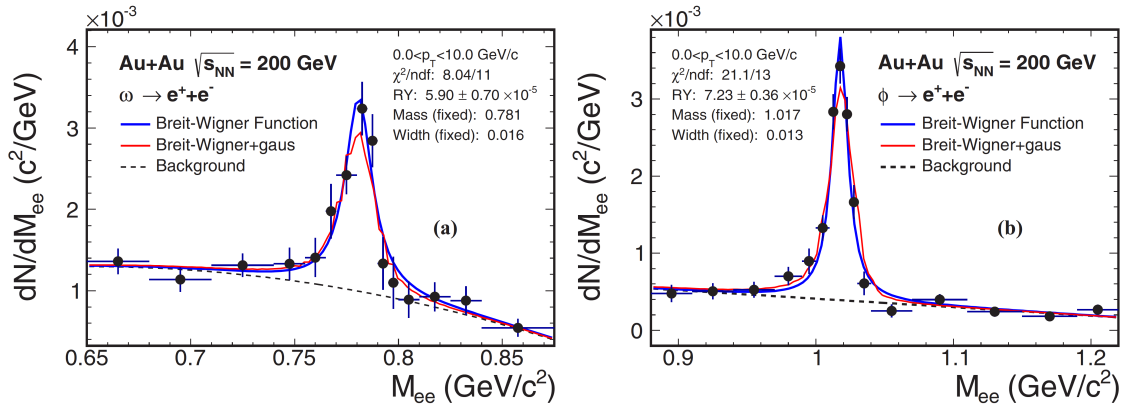 ×10⁻³
dN/dM_ee (c²/GeV)
4
3
2
1
Au+Au √s_NN = 200 GeV
ω → e⁺+e⁻
Breit-Wigner Function
Breit-Wigner+gaus
Background
0.0<p_T<10.0 GeV/c
χ²/ndf: 8.04/11
RY: 5.90 ± 0.70 ×10⁻⁵
Mass (fixed): 0.781
Width (fixed): 0.016
(a)
0.65 0.7 0.75 0.8 0.85
M_ee (GeV/c²)
×10⁻³
dN/dM_ee (c²/GeV)
3
2
1
0
0.0<p_T<10.0 GeV/c
χ²/ndf: 21.1/13
RY: 7.23 ± 0.36 ×10⁻⁵
Mass (fixed): 1.017
Width (fixed): 0.013
Au+Au √s_NN = 200 GeV
ϕ → e⁺+e⁻
Breit-Wigner Function
Breit-Wigner+gaus
Background
(b)
0.9 1 1.1 1.2
M_ee (GeV/c²)